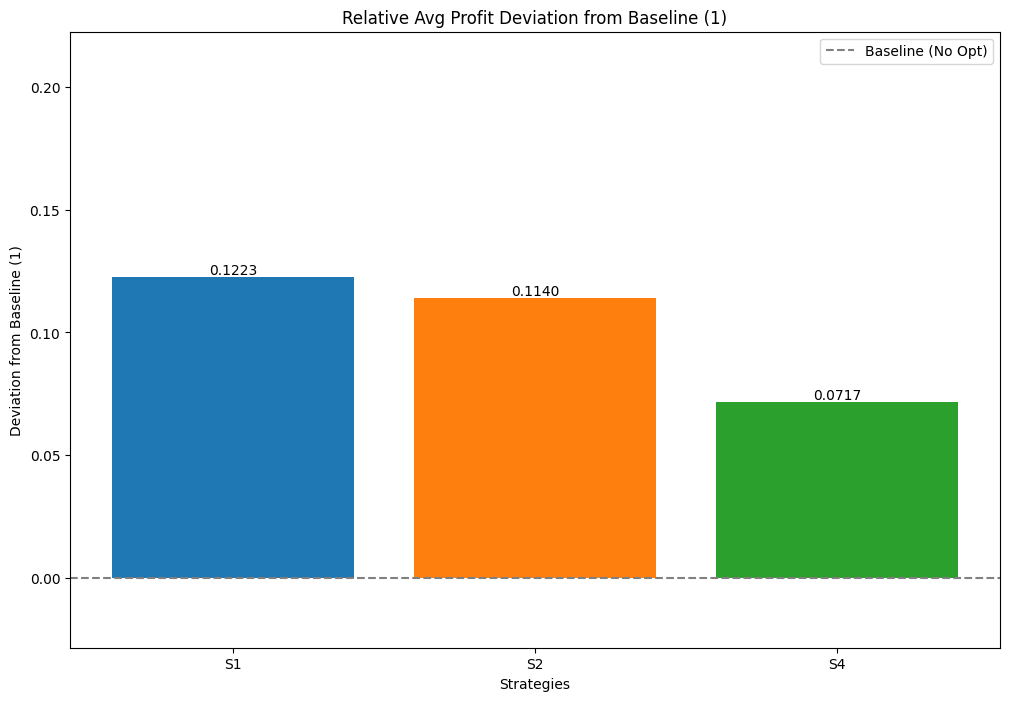 Relative Avg Profit Deviation from Baseline (1)
Baseline (No Opt)
0.20
0.15
0.10
0.05
0.00
Deviation from Baseline (1)
0.1223
0.1140
0.0717
S1
S2
S4
Strategies